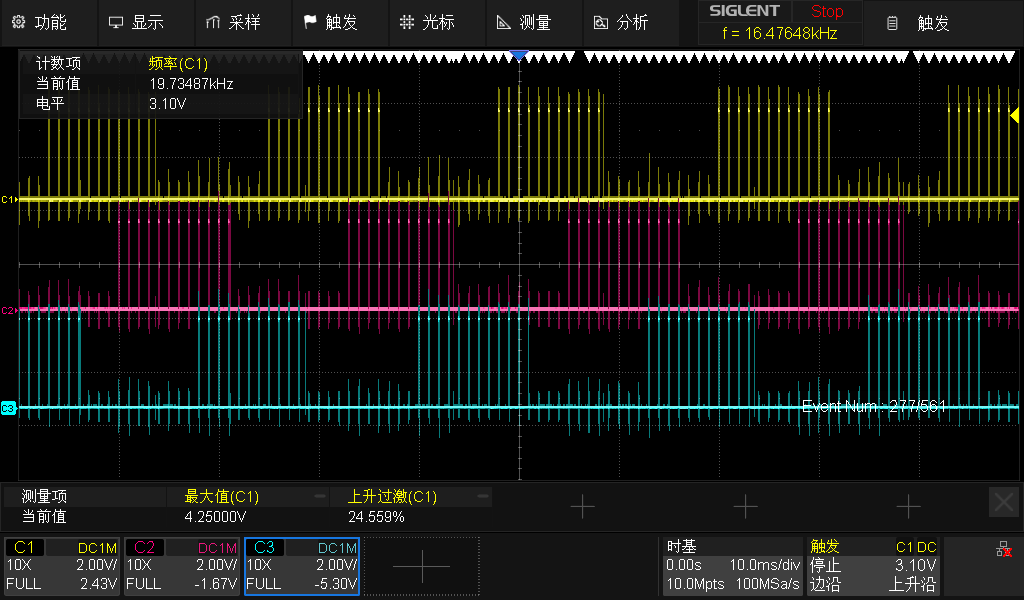 功能 显示 采样 触发 光标 测量 分析 SIGLENT Stop 触发
f = 16.47648kHz
计数项 频率(C1)
当前值 19.73487kHz
电平 3.10V
C1
C2
C3
Event Num : 277/561
测量项 最大值(C1) 上升过激(C1)
当前值 4.25000V 24.559%
C1 DC1M C2 DC1M C3 DC1M 时基 触发 C1 DC
10X 2.00V/ 10X 2.00V/ 10X 2.00V/ 0.00s 10.0ms/div 停止 3.10V
FULL 2.43V FULL -1.67V FULL -5.30V 10.0Mpts 100MSa/s 边沿 上升沿